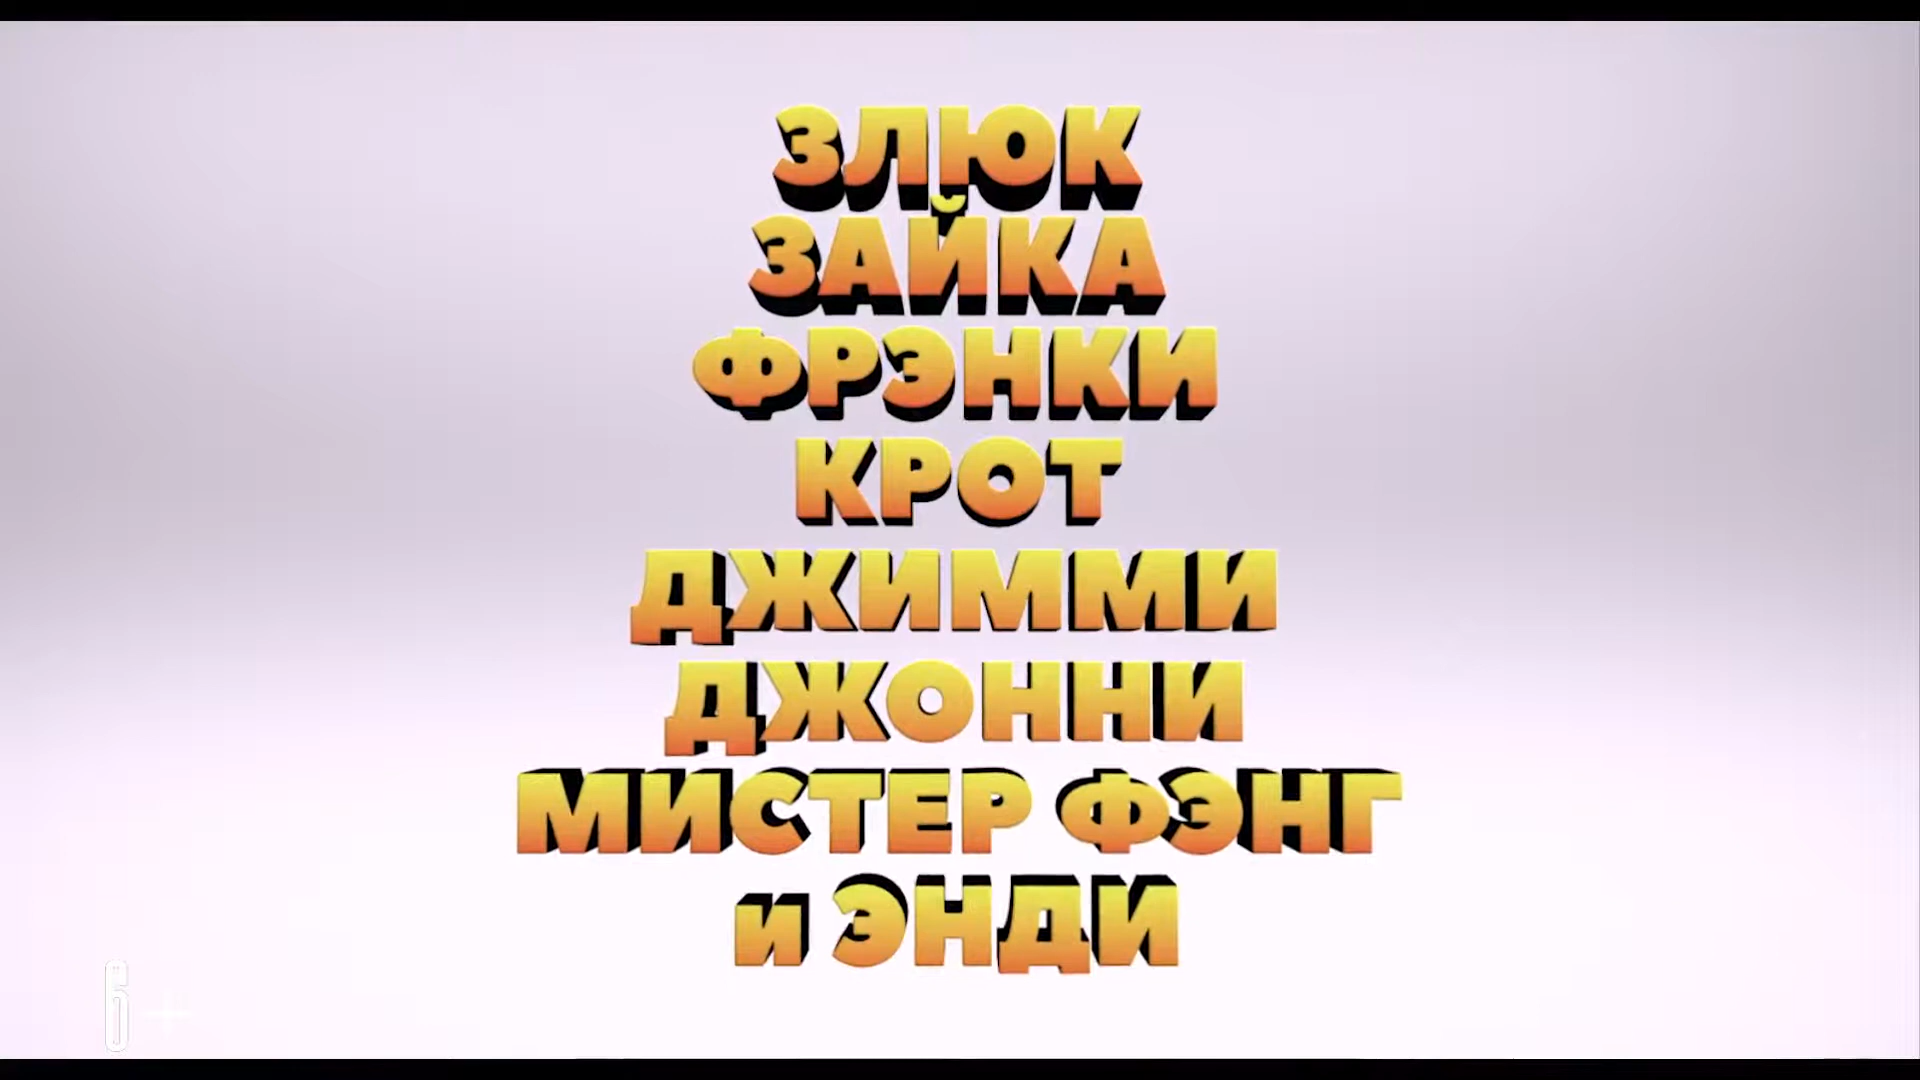 ЗЛЮК
ЗАЙКА
ФРЭНКИ
КРОТ
ДЖИММИ
ДЖОННИ
МИСТЕР ФЭНГ
и ЭНДИ
6+